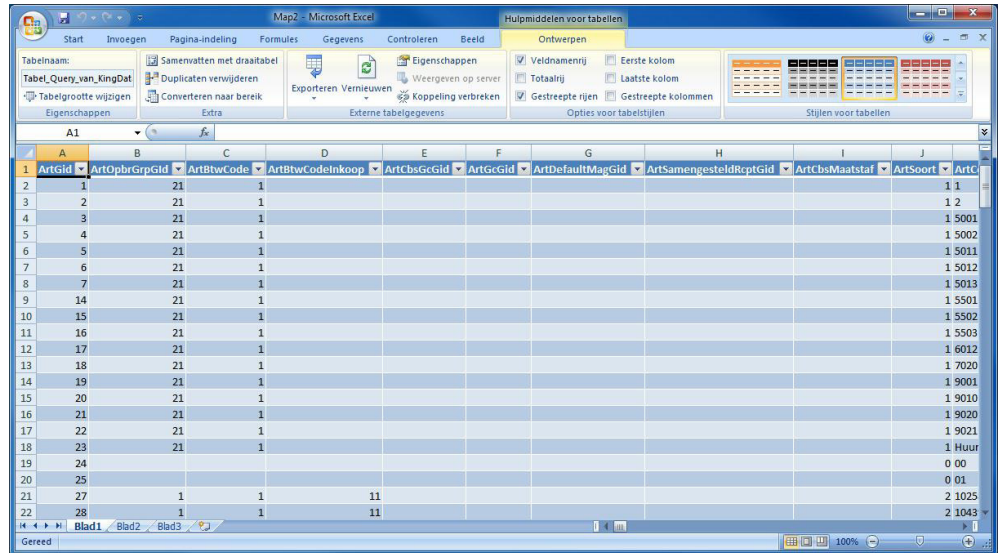 Map2 - Microsoft Excel
Hulpmiddelen voor tabellen
Start Invoegen Pagina-indeling Formules Gegevens Controleren Beeld Ontwerpen
Tabelnaam: Samenvatten met draaitabel Eigenschappen Veldnamenrij Eerste kolom
Tabel_Query_van_KingDat Duplicaten verwijderen Exporteren Vernieuwen Weergeven op server Totaalrij Laatste kolom
Tabelgrootte wijzigen Converteren naar bereik Koppeling verbreken Gestreepte rijen Gestreepte kolommen
Eigenschappen Extra Externe tabelgegevens Opties voor tabelstijlen Stijlen voor tabellen
A1 fx
A B C D E F G H I J
1 ArtGid ArtOpbrGrpGId ArtBtwCode ArtBtwCodeInkoop ArtCbsGcGid ArtGcGid ArtDefaultMagGid ArtSamengesteldRcptGid ArtCbsMaatstaf ArtSoort ArtCo
2 1 21 1 1 1
3 2 21 1 1 2
4 3 21 1 1 5001
5 4 21 1 1 5002
6 5 21 1 1 5011
7 6 21 1 1 5012
8 7 21 1 1 5013
9 14 21 1 1 5501
10 15 21 1 1 5502
11 16 21 1 1 5503
12 17 21 1 1 6012
13 18 21 1 1 7020
14 19 21 1 1 9001
15 20 21 1 1 9010
16 21 21 1 1 9020
17 22 21 1 1 9021
18 23 21 1 1 Huur
19 24 0 00
20 25 0 01
21 27 1 1 11 2 1025
22 28 1 1 11 2 1043
Blad1 Blad2 Blad3
Gereed 100%